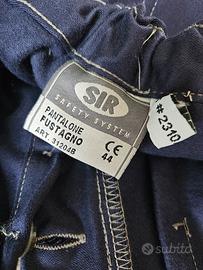 SIR
SAFETY SYSTEM
PANTALONE
FUSTAGNO
ART. 31204B
CE
44
# 2310
subito